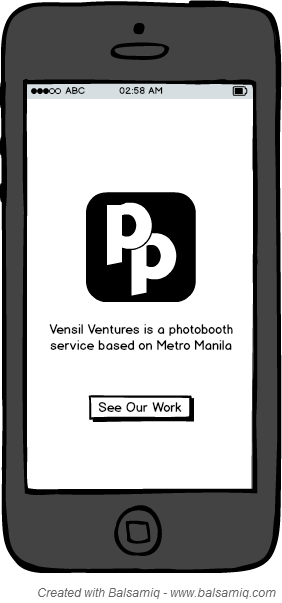 ABC 02:58 AM
PP
Vensil Ventures is a photobooth
service based on Metro Manila
See Our Work
Created with Balsamiq - www.balsamiq.com